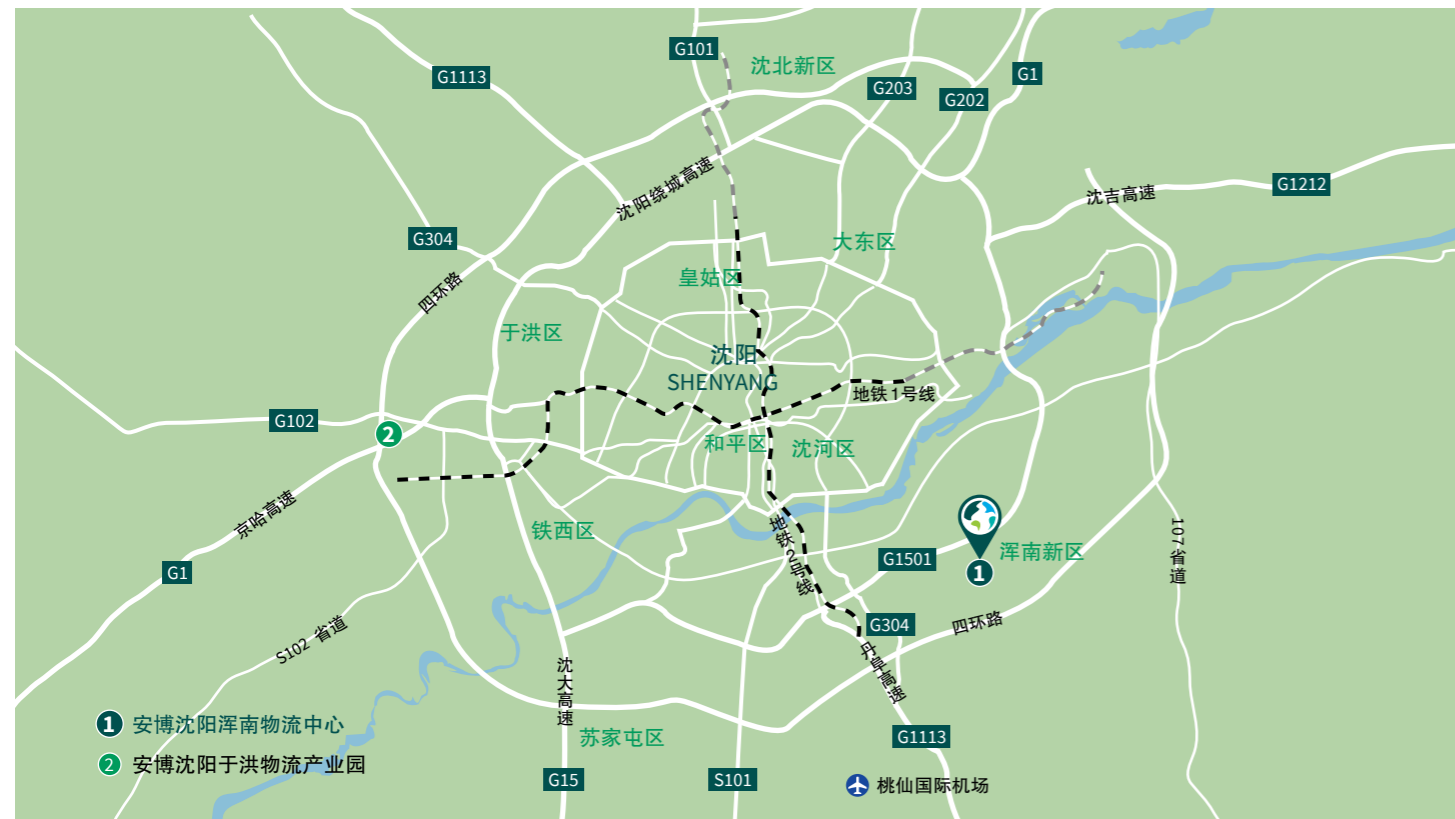 G101
沈北新区
G1113
G203
G202
G1
沈阳绕城高速
沈吉高速
G1212
G304
大东区
皇姑区
四环路
于洪区
沈阳
SHENYANG
地铁1号线
G102
2
和平区
沈河区
京哈高速
铁西区
地铁2号线
G1501
浑南新区
1
107省道
G1
G304
四环路
S102 省道
丹阜高速
沈大高速
1 安博沈阳浑南物流中心
苏家屯区
G1113
2 安博沈阳于洪物流产业园
G15
S101
桃仙国际机场